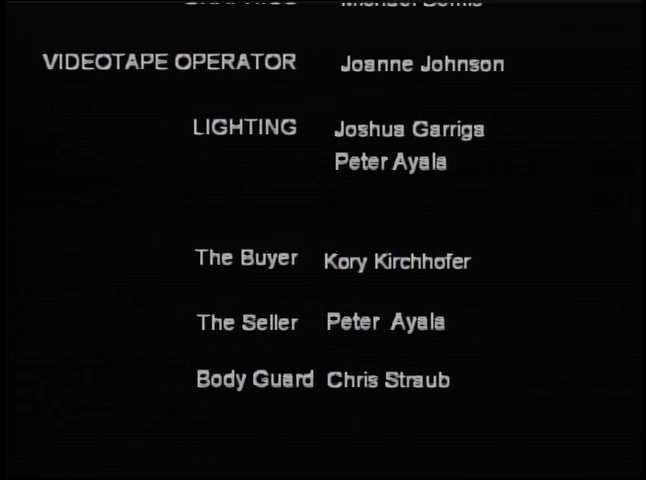 VIDEOTAPE OPERATOR Joanne Johnson
LIGHTING Joshua Garriga
Peter Ayala
The Buyer Kory Kirchhofer
The Seller Peter Ayala
Body Guard Chris Straub